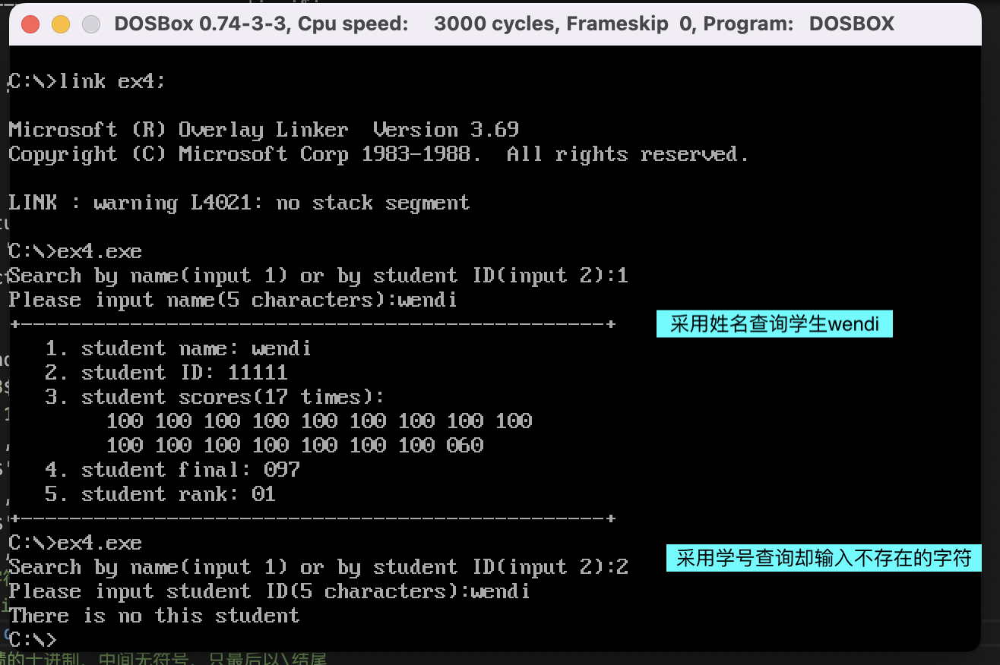 DOSBox 0.74-3-3, Cpu speed: 3000 cycles, Frameskip 0, Program: DOSBOX
C:\>link ex4;
Microsoft (R) Overlay Linker Version 3.69
Copyright (C) Microsoft Corp 1983-1988. All rights reserved.
LINK : warning L4021: no stack segment
C:\>ex4.exe
Search by name(input 1) or by student ID(input 2):1
Please input name(5 characters):wendi
+------------------------------------------------+
采用姓名查询学生wendi
1. student name: wendi
2. student ID: 11111
3. student scores(17 times):
100 100 100 100 100 100 100 100 100
100 100 100 100 100 100 100 060
4. student final: 097
5. student rank: 01
+------------------------------------------------+
C:\>ex4.exe
采用学号查询却输入不存在的字符
Search by name(input 1) or by student ID(input 2):2
Please input student ID(5 characters):wendi
There is no this student
C:\>
的十进制，中间无符号，只最后以\结尾